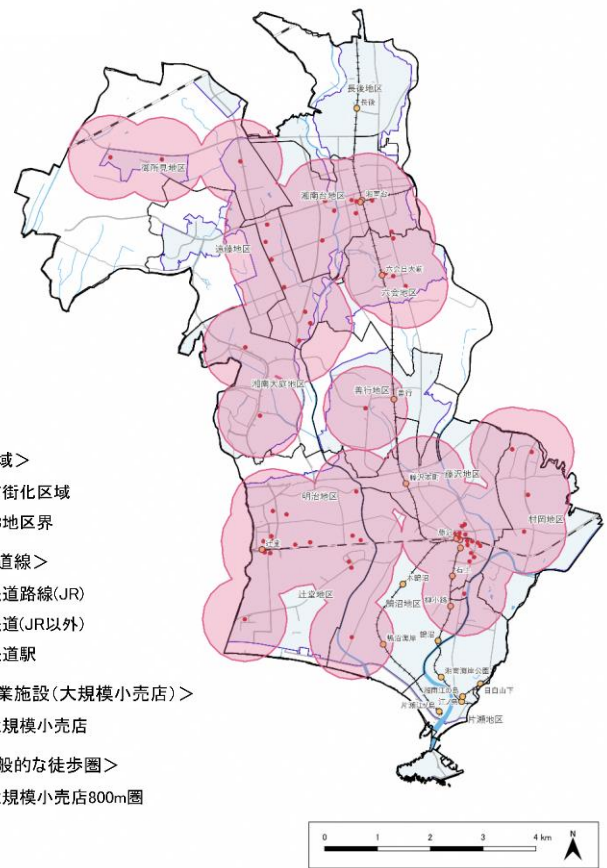 長後地区
長後
御所見地区
湘南台地区
湘南台
遠藤地区
六会日大前
六会地区
湘南大庭地区
善行地区
善行
域＞
街化区域
地区界
藤沢本町
藤沢地区
明治地区
村岡地区
道線＞
道路線(JR)
道(JR以外)
道駅
辻堂
藤沢
石上
本鵠沼
辻堂地区
鵠沼地区
柳小路
鵠沼海岸
鵠沼
業施設(大規模小売店)＞
規模小売店
湘南海岸公園
湘南江の島
目白山下
江ノ島
片瀬江ノ島
片瀬地区
般的な徒歩圏＞
規模小売店800m圏
0 1 2 3 4 km
N